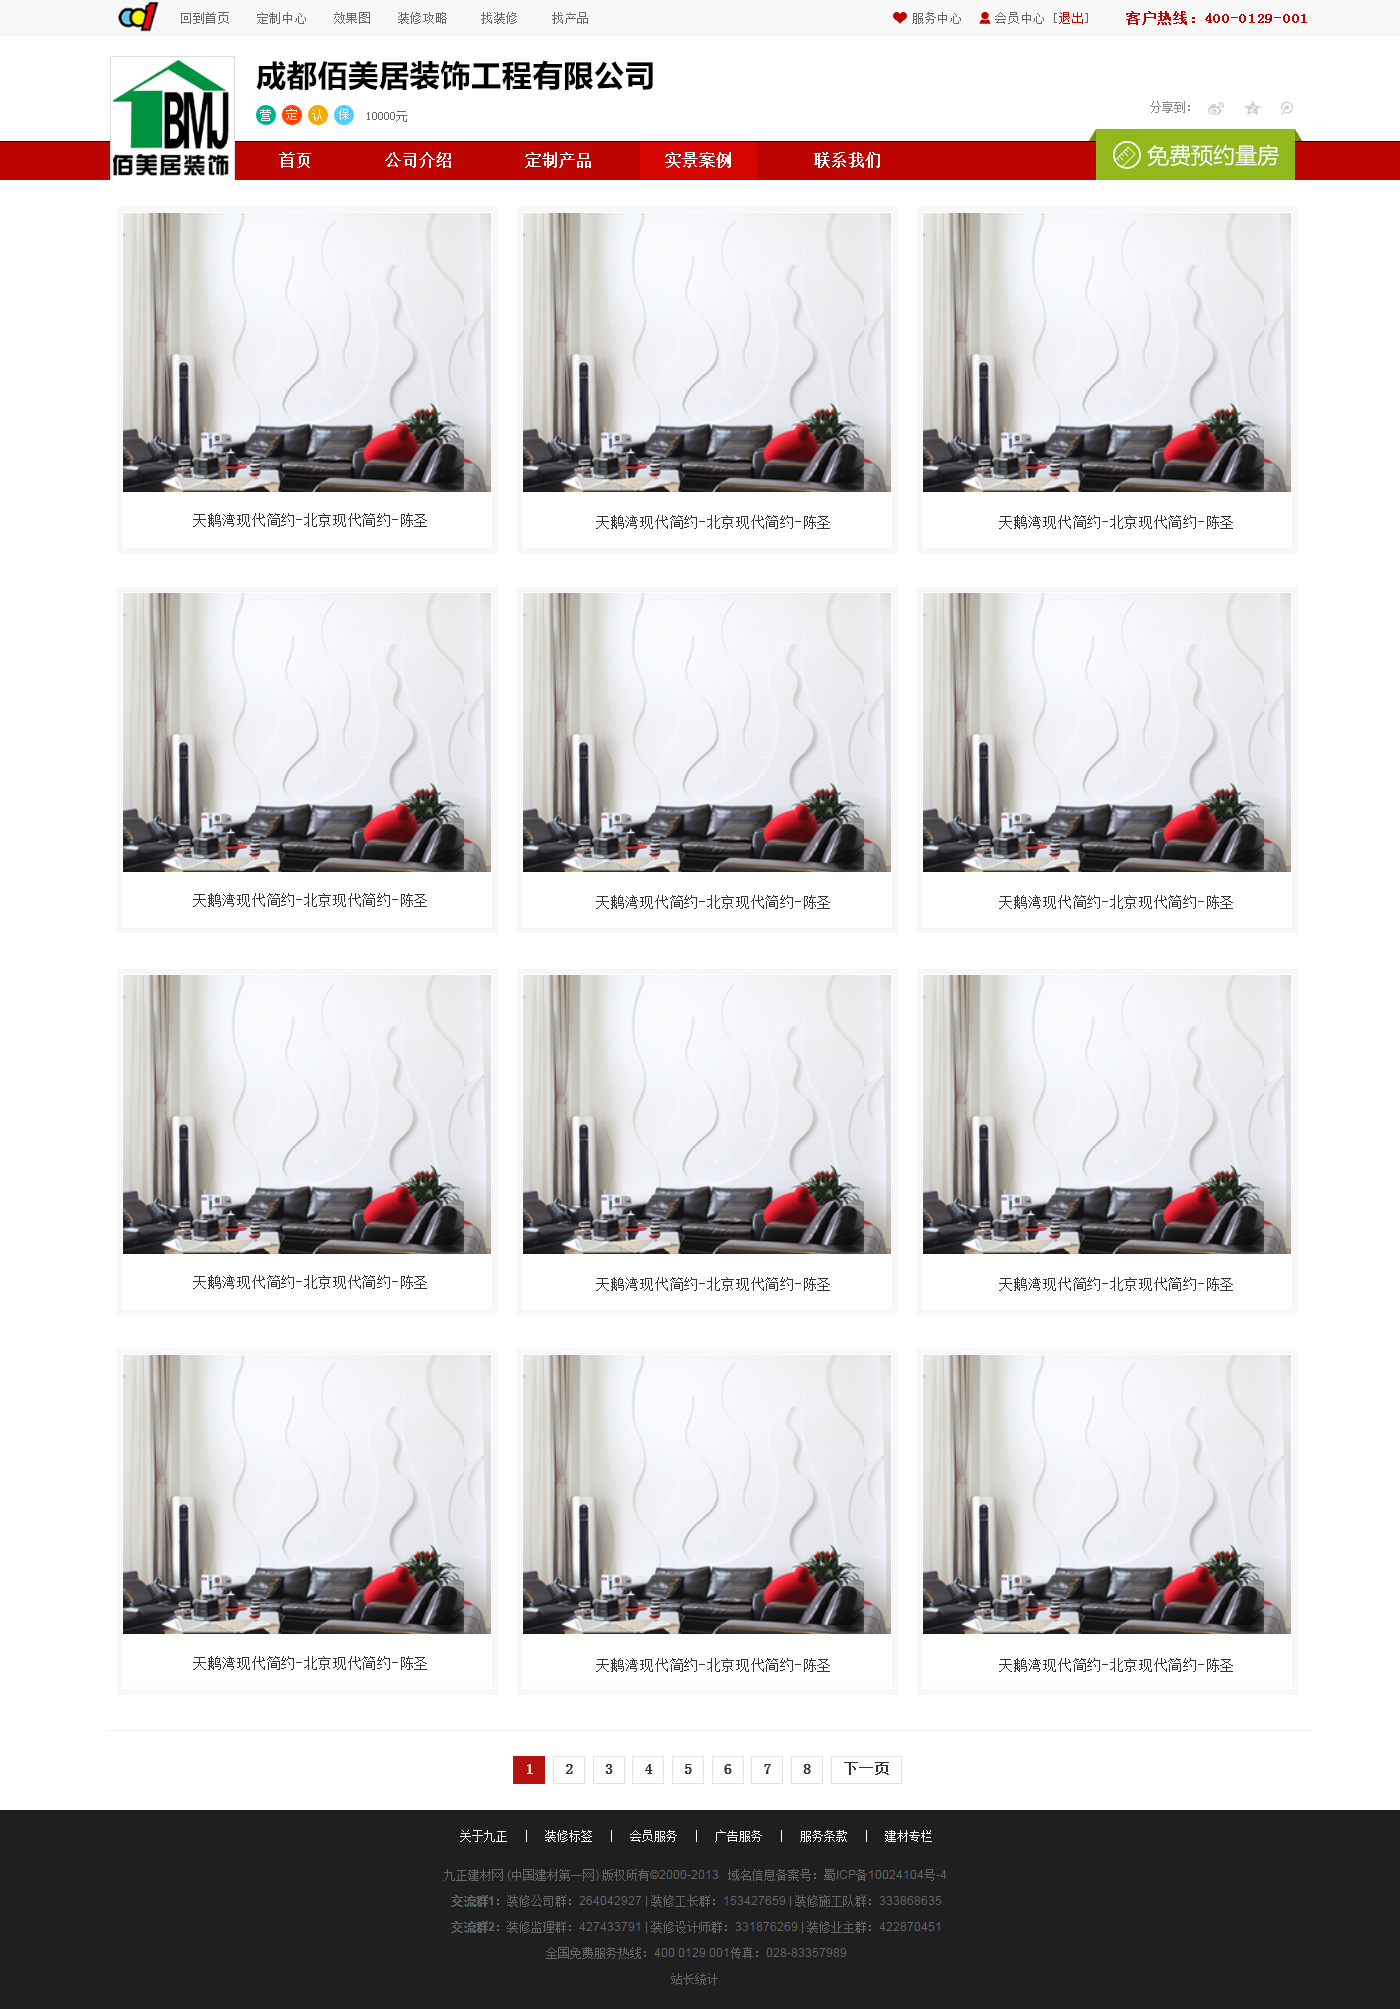 回到首页 定制中心 效果图 装修攻略 找装修 找产品 服务中心 会员中心 [退出] 客户热线：400-0129-001
成都佰美居装饰工程有限公司
营 定 认 保 10000元
分享到：
BMJ
佰美居装饰
首页 公司介绍 定制产品 实景案例 联系我们 免费预约量房
天鹅湾现代简约-北京现代简约-陈圣 天鹅湾现代简约-北京现代简约-陈圣 天鹅湾现代简约-北京现代简约-陈圣
天鹅湾现代简约-北京现代简约-陈圣 天鹅湾现代简约-北京现代简约-陈圣 天鹅湾现代简约-北京现代简约-陈圣
天鹅湾现代简约-北京现代简约-陈圣 天鹅湾现代简约-北京现代简约-陈圣 天鹅湾现代简约-北京现代简约-陈圣
天鹅湾现代简约-北京现代简约-陈圣 天鹅湾现代简约-北京现代简约-陈圣 天鹅湾现代简约-北京现代简约-陈圣
1 2 3 4 5 6 7 8 下一页
关于九正 | 装修标签 | 会员服务 | 广告服务 | 服务条款 | 建材专栏
九正建材网 (中国建材第一网) 版权所有©2000-2013 域名信息备案号：蜀ICP备10024104号-4
交流群1：装修公司群：264042927 | 装修工长群：153427659 | 装修施工队群：333868635
交流群2：装修监理群：427433791 | 装修设计师群：331876269 | 装修业主群：422870451
全国免费服务热线：400 0129 001传真：028-83357989
站长统计